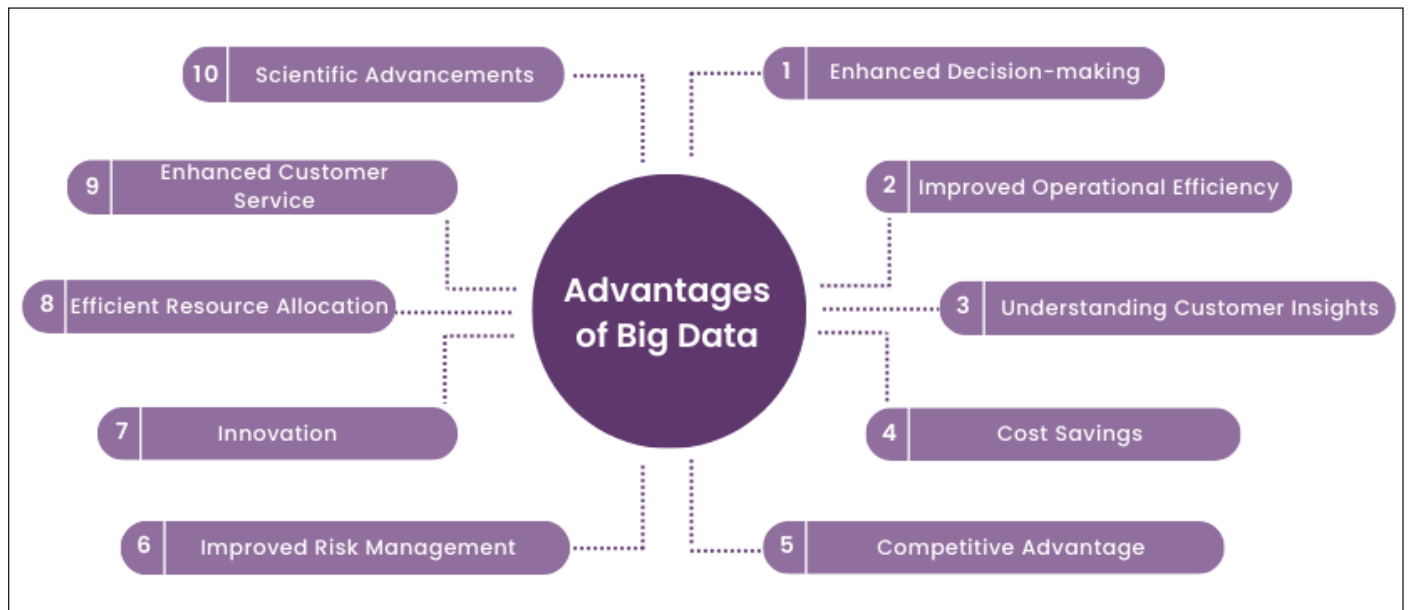 Advantages
of Big Data
1 Enhanced Decision-making
2 Improved Operational Efficiency
3 Understanding Customer Insights
4 Cost Savings
5 Competitive Advantage
6 Improved Risk Management
7 Innovation
8 Efficient Resource Allocation
9 Enhanced Customer
Service
10 Scientific Advancements